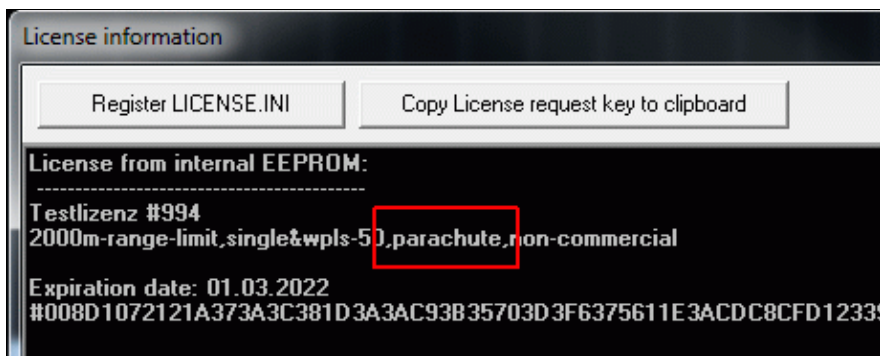 License information
Register LICENSE.INI
Copy License request key to clipboard
License from internal EEPROM:
-------------------------------------------
Testlizenz #994
2000m-range-limit,single&wpls-50,parachute,non-commercial
Expiration date: 01.03.2022
#008D1072121A373A3C381D3A3AC93B35703D3F6375611E3ACDC8CFD12339